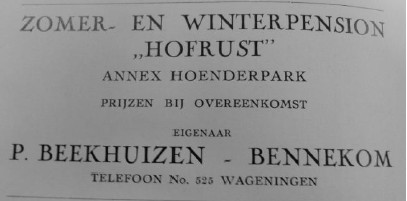 ZOMER- EN WINTERPENSION
„HOFRUST"
ANNEX HOENDERPARK
PRIJZEN BIJ OVEREENKOMST
EIGENAAR
P. BEEKHUIZEN - BENNEKOM
TELEFOON No. 525 WAGENINGEN